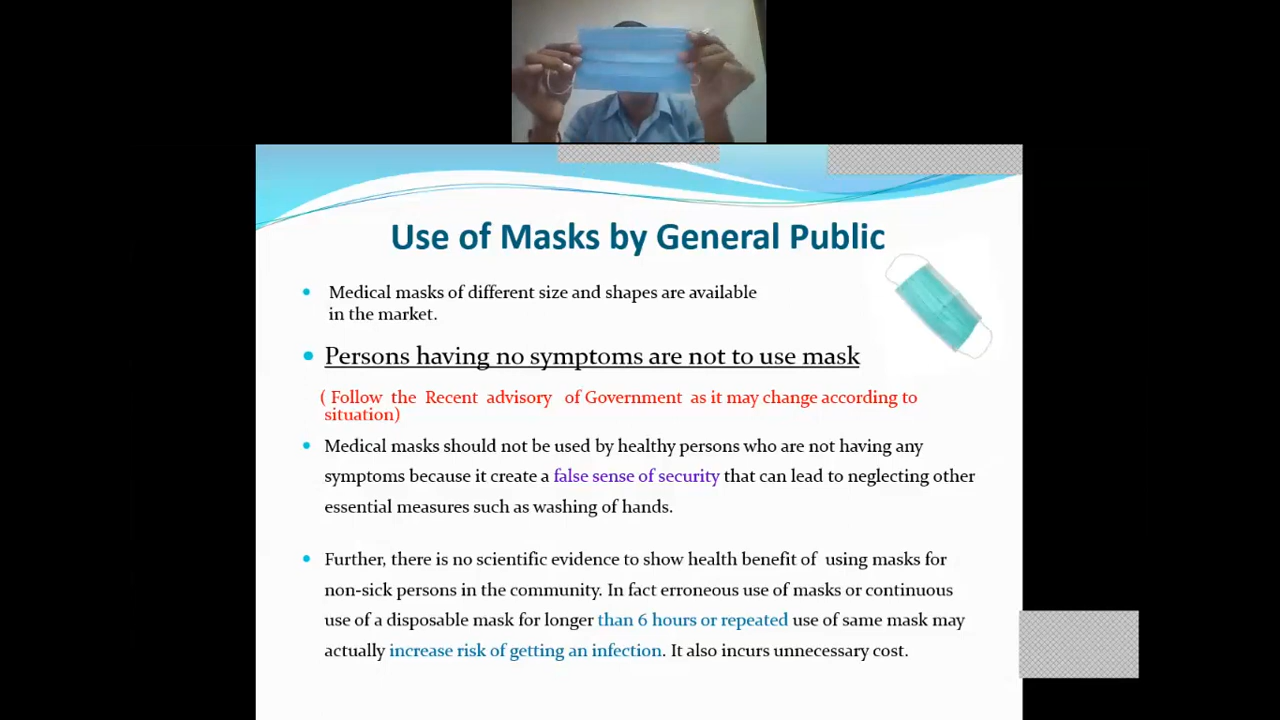 Use of Masks by General Public
• Medical masks of different size and shapes are available
in the market.
• Persons having no symptoms are not to use mask
( Follow the Recent advisory of Government as it may change according to
situation)
• Medical masks should not be used by healthy persons who are not having any
symptoms because it create a false sense of security that can lead to neglecting other
essential measures such as washing of hands.
• Further, there is no scientific evidence to show health benefit of using masks for
non-sick persons in the community. In fact erroneous use of masks or continuous
use of a disposable mask for longer than 6 hours or repeated use of same mask may
actually increase risk of getting an infection. It also incurs unnecessary cost.